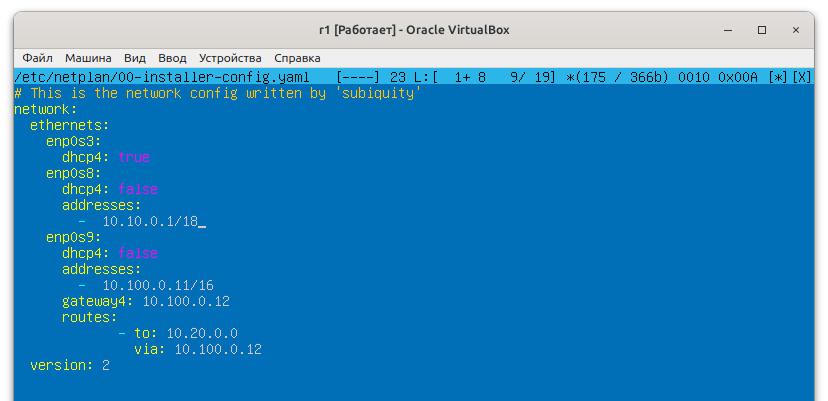 r1 [Работает] - Oracle VirtualBox
Файл Машина Вид Ввод Устройства Справка
/etc/netplan/00-installer-config.yaml [----] 23 L:[ 1+ 8 9/ 19] *(175 / 366b) 0010 0x00A [*][X]
# This is the network config written by 'subiquity'
network:
  ethernets:
    enp0s3:
      dhcp4: true
    enp0s8:
      dhcp4: false
      addresses:
        - 10.10.0.1/18_
    enp0s9:
      dhcp4: false
      addresses:
        - 10.100.0.11/16
      gateway4: 10.100.0.12
      routes:
             - to: 10.20.0.0
               via: 10.100.0.12
  version: 2